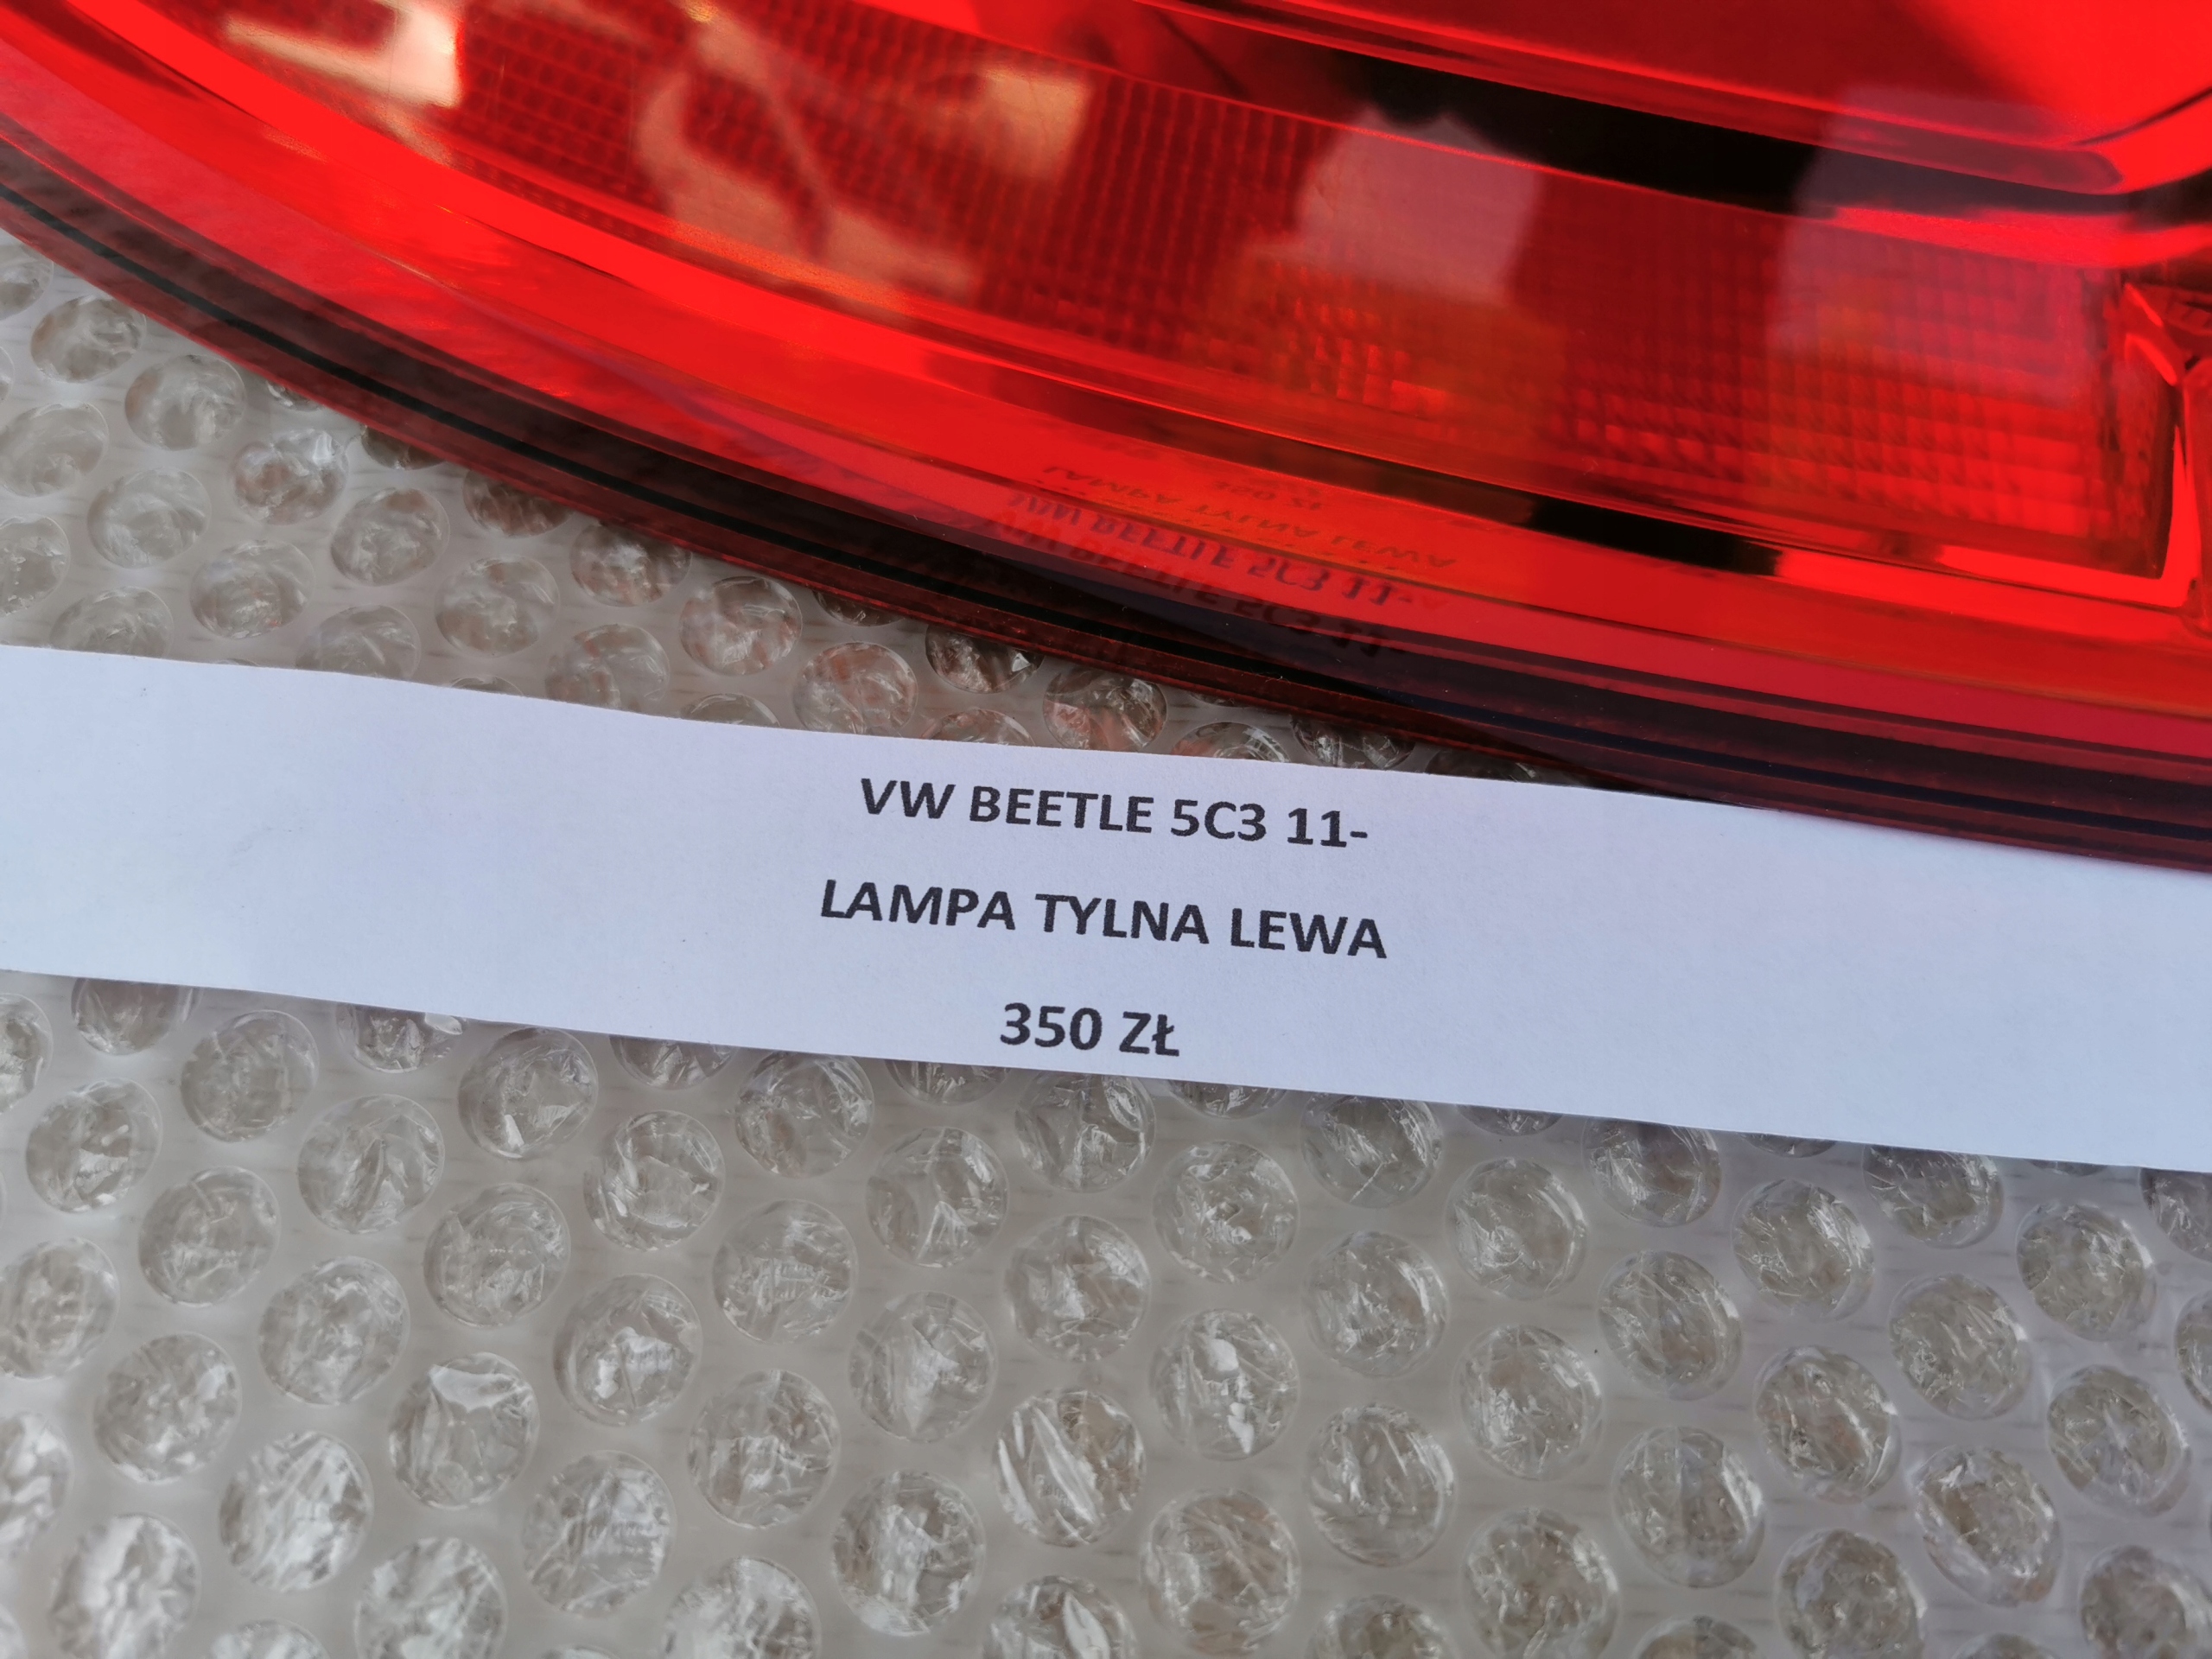 VW BEETLE 5C3 11-
LAMPA TYLNA LEWA
350 ZŁ